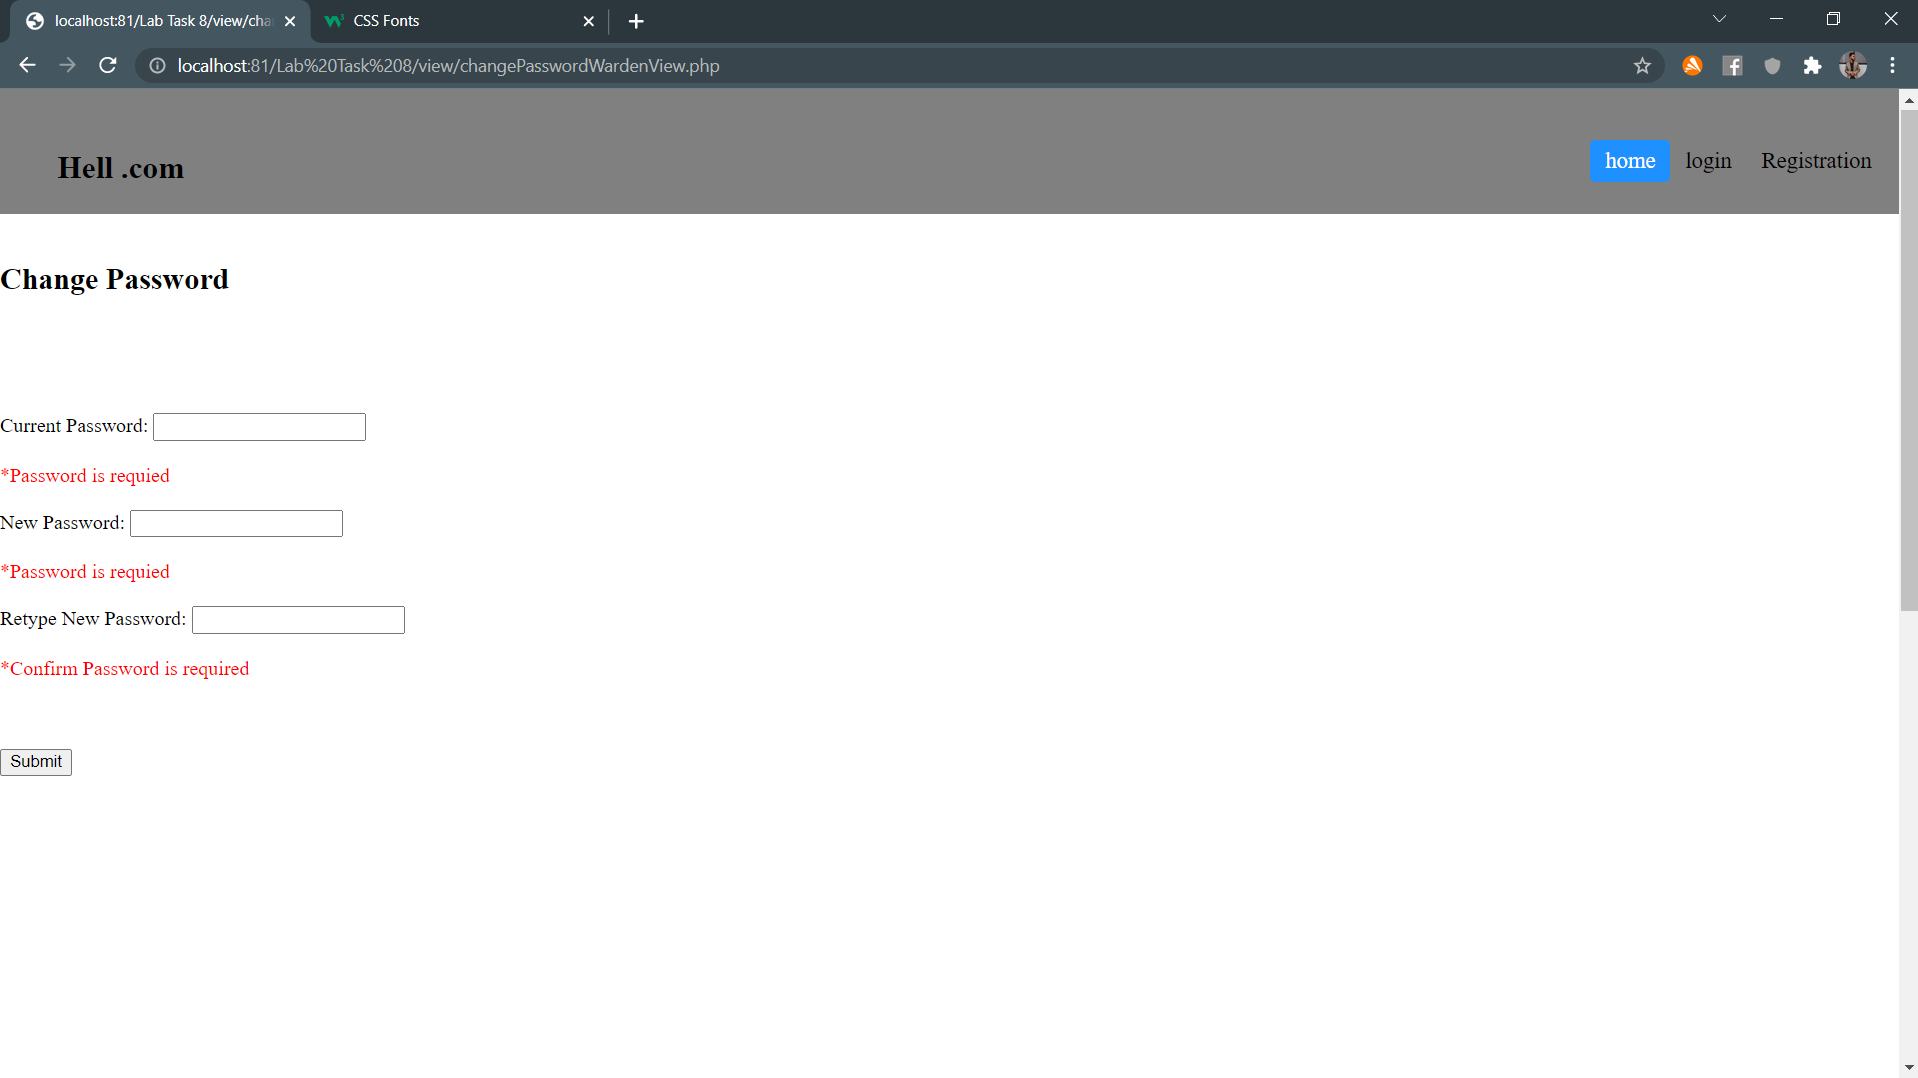 localhost:81/Lab Task 8/view/cha
CSS Fonts
localhost:81/Lab%20Task%208/view/changePasswordWardenView.php
Hell .com
home
login
Registration
Change Password
Current Password:
*Password is requied
New Password:
*Password is requied
Retype New Password:
*Confirm Password is required
Submit